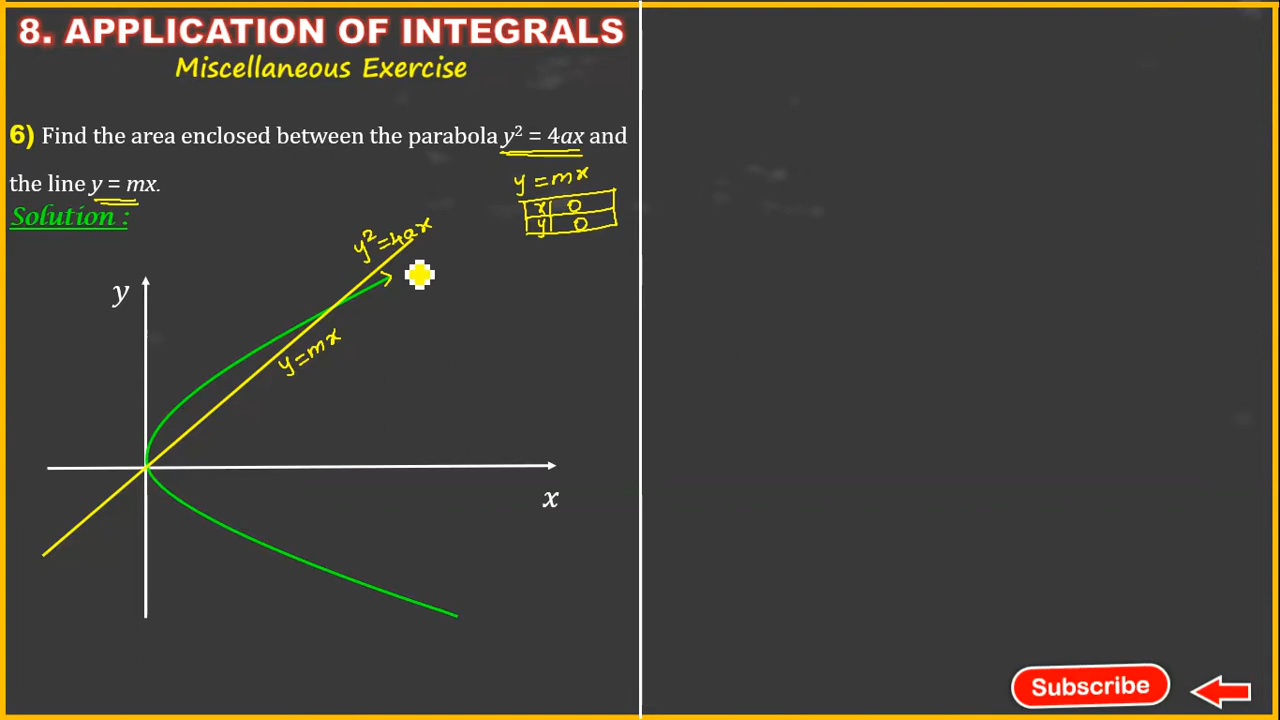 8. APPLICATION OF INTEGRALS
Miscellaneous Exercise
6) Find the area enclosed between the parabola y² = 4ax and
the line y = mx.
y = mx
x 0
y 0
Solution :
y² = 4ax
y
y = mx
x
Subscribe